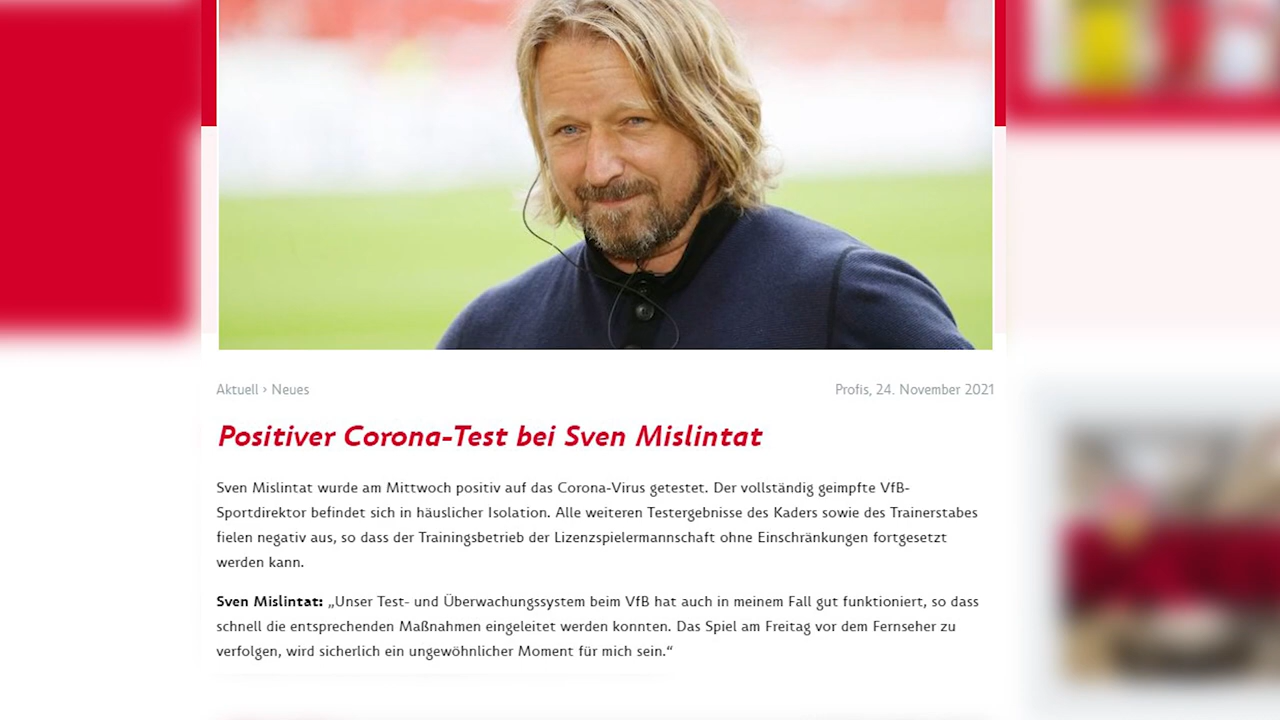 Aktuell › Neues
Profis, 24. November 2021
Positiver Corona-Test bei Sven Mislintat
Sven Mislintat wurde am Mittwoch positiv auf das Corona-Virus getestet. Der vollständig geimpfte VfB-
Sportdirektor befindet sich in häuslicher Isolation. Alle weiteren Testergebnisse des Kaders sowie des Trainerstabes
fielen negativ aus, so dass der Trainingsbetrieb der Lizenzspielermannschaft ohne Einschränkungen fortgesetzt
werden kann.
Sven Mislintat: „Unser Test- und Überwachungssystem beim VfB hat auch in meinem Fall gut funktioniert, so dass
schnell die entsprechenden Maßnahmen eingeleitet werden konnten. Das Spiel am Freitag vor dem Fernseher zu
verfolgen, wird sicherlich ein ungewöhnlicher Moment für mich sein.“